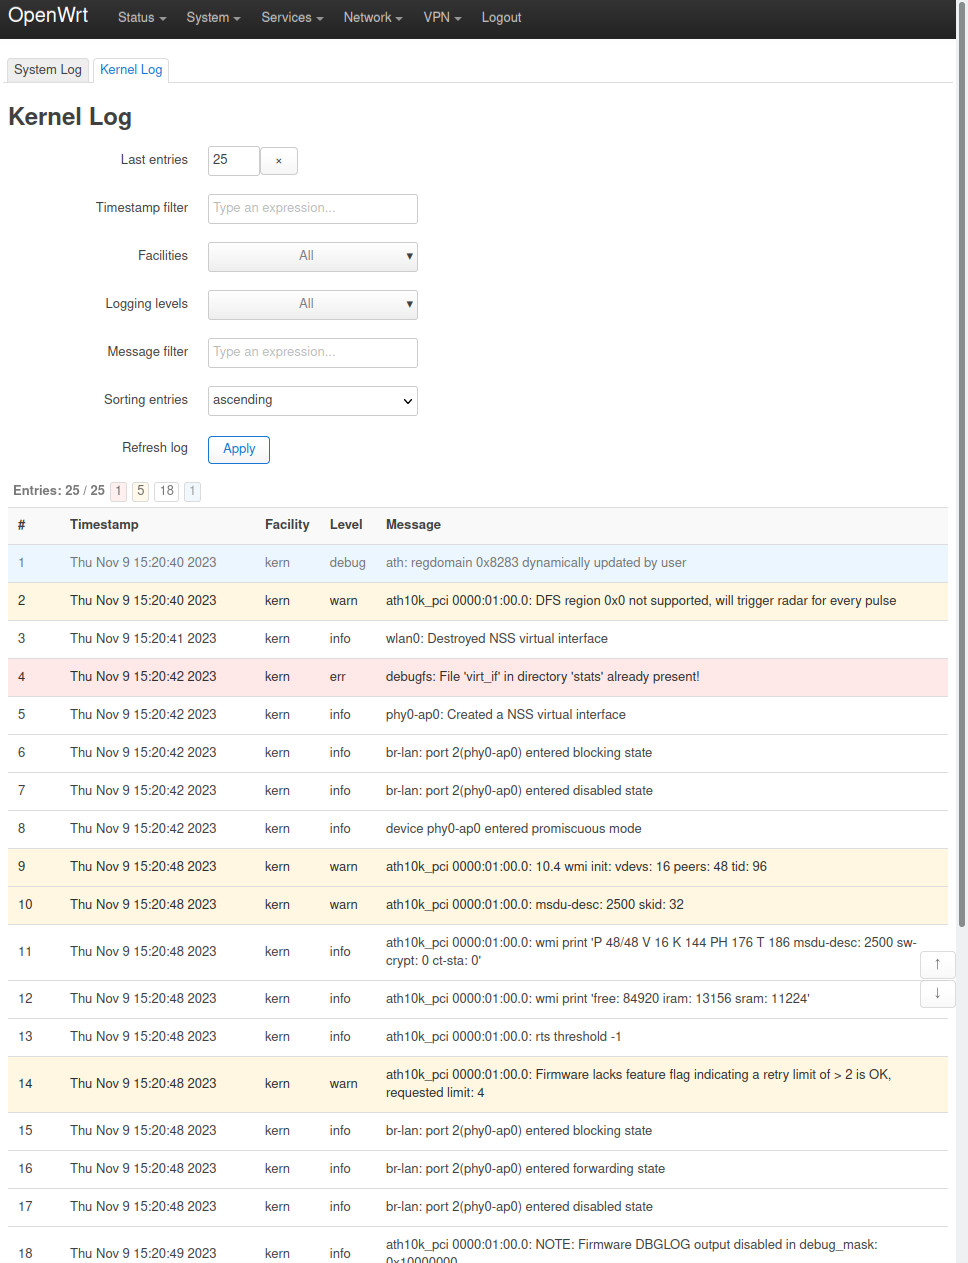 OpenWrt Status System Services Network VPN Logout
System Log Kernel Log
Kernel Log
Last entries 25 ×
Timestamp filter Type an expression...
Facilities All ▾
Logging levels All ▾
Message filter Type an expression...
Sorting entries ascending
Refresh log Apply
Entries: 25 / 25 1 5 18 1
# Timestamp Facility Level Message
1 Thu Nov 9 15:20:40 2023 kern debug ath: regdomain 0x8283 dynamically updated by user
2 Thu Nov 9 15:20:40 2023 kern warn ath10k_pci 0000:01:00.0: DFS region 0x0 not supported, will trigger radar for every pulse
3 Thu Nov 9 15:20:41 2023 kern info wlan0: Destroyed NSS virtual interface
4 Thu Nov 9 15:20:42 2023 kern err debugfs: File 'virt_if' in directory 'stats' already present!
5 Thu Nov 9 15:20:42 2023 kern info phy0-ap0: Created a NSS virtual interface
6 Thu Nov 9 15:20:42 2023 kern info br-lan: port 2(phy0-ap0) entered blocking state
7 Thu Nov 9 15:20:42 2023 kern info br-lan: port 2(phy0-ap0) entered disabled state
8 Thu Nov 9 15:20:42 2023 kern info device phy0-ap0 entered promiscuous mode
9 Thu Nov 9 15:20:48 2023 kern warn ath10k_pci 0000:01:00.0: 10.4 wmi init: vdevs: 16 peers: 48 tid: 96
10 Thu Nov 9 15:20:48 2023 kern warn ath10k_pci 0000:01:00.0: msdu-desc: 2500 skid: 32
11 Thu Nov 9 15:20:48 2023 kern info ath10k_pci 0000:01:00.0: wmi print 'P 48/48 V 16 K 144 PH 176 T 186 msdu-desc: 2500 sw-
crypt: 0 ct-sta: 0'
↑
12 Thu Nov 9 15:20:48 2023 kern info ath10k_pci 0000:01:00.0: wmi print 'free: 84920 iram: 13156 sram: 11224'
↓
13 Thu Nov 9 15:20:48 2023 kern info ath10k_pci 0000:01:00.0: rts threshold -1
14 Thu Nov 9 15:20:48 2023 kern warn ath10k_pci 0000:01:00.0: Firmware lacks feature flag indicating a retry limit of > 2 is OK,
requested limit: 4
15 Thu Nov 9 15:20:48 2023 kern info br-lan: port 2(phy0-ap0) entered blocking state
16 Thu Nov 9 15:20:48 2023 kern info br-lan: port 2(phy0-ap0) entered forwarding state
17 Thu Nov 9 15:20:48 2023 kern info br-lan: port 2(phy0-ap0) entered disabled state
18 Thu Nov 9 15:20:49 2023 kern info ath10k_pci 0000:01:00.0: NOTE: Firmware DBGLOG output disabled in debug_mask:
0x10000000